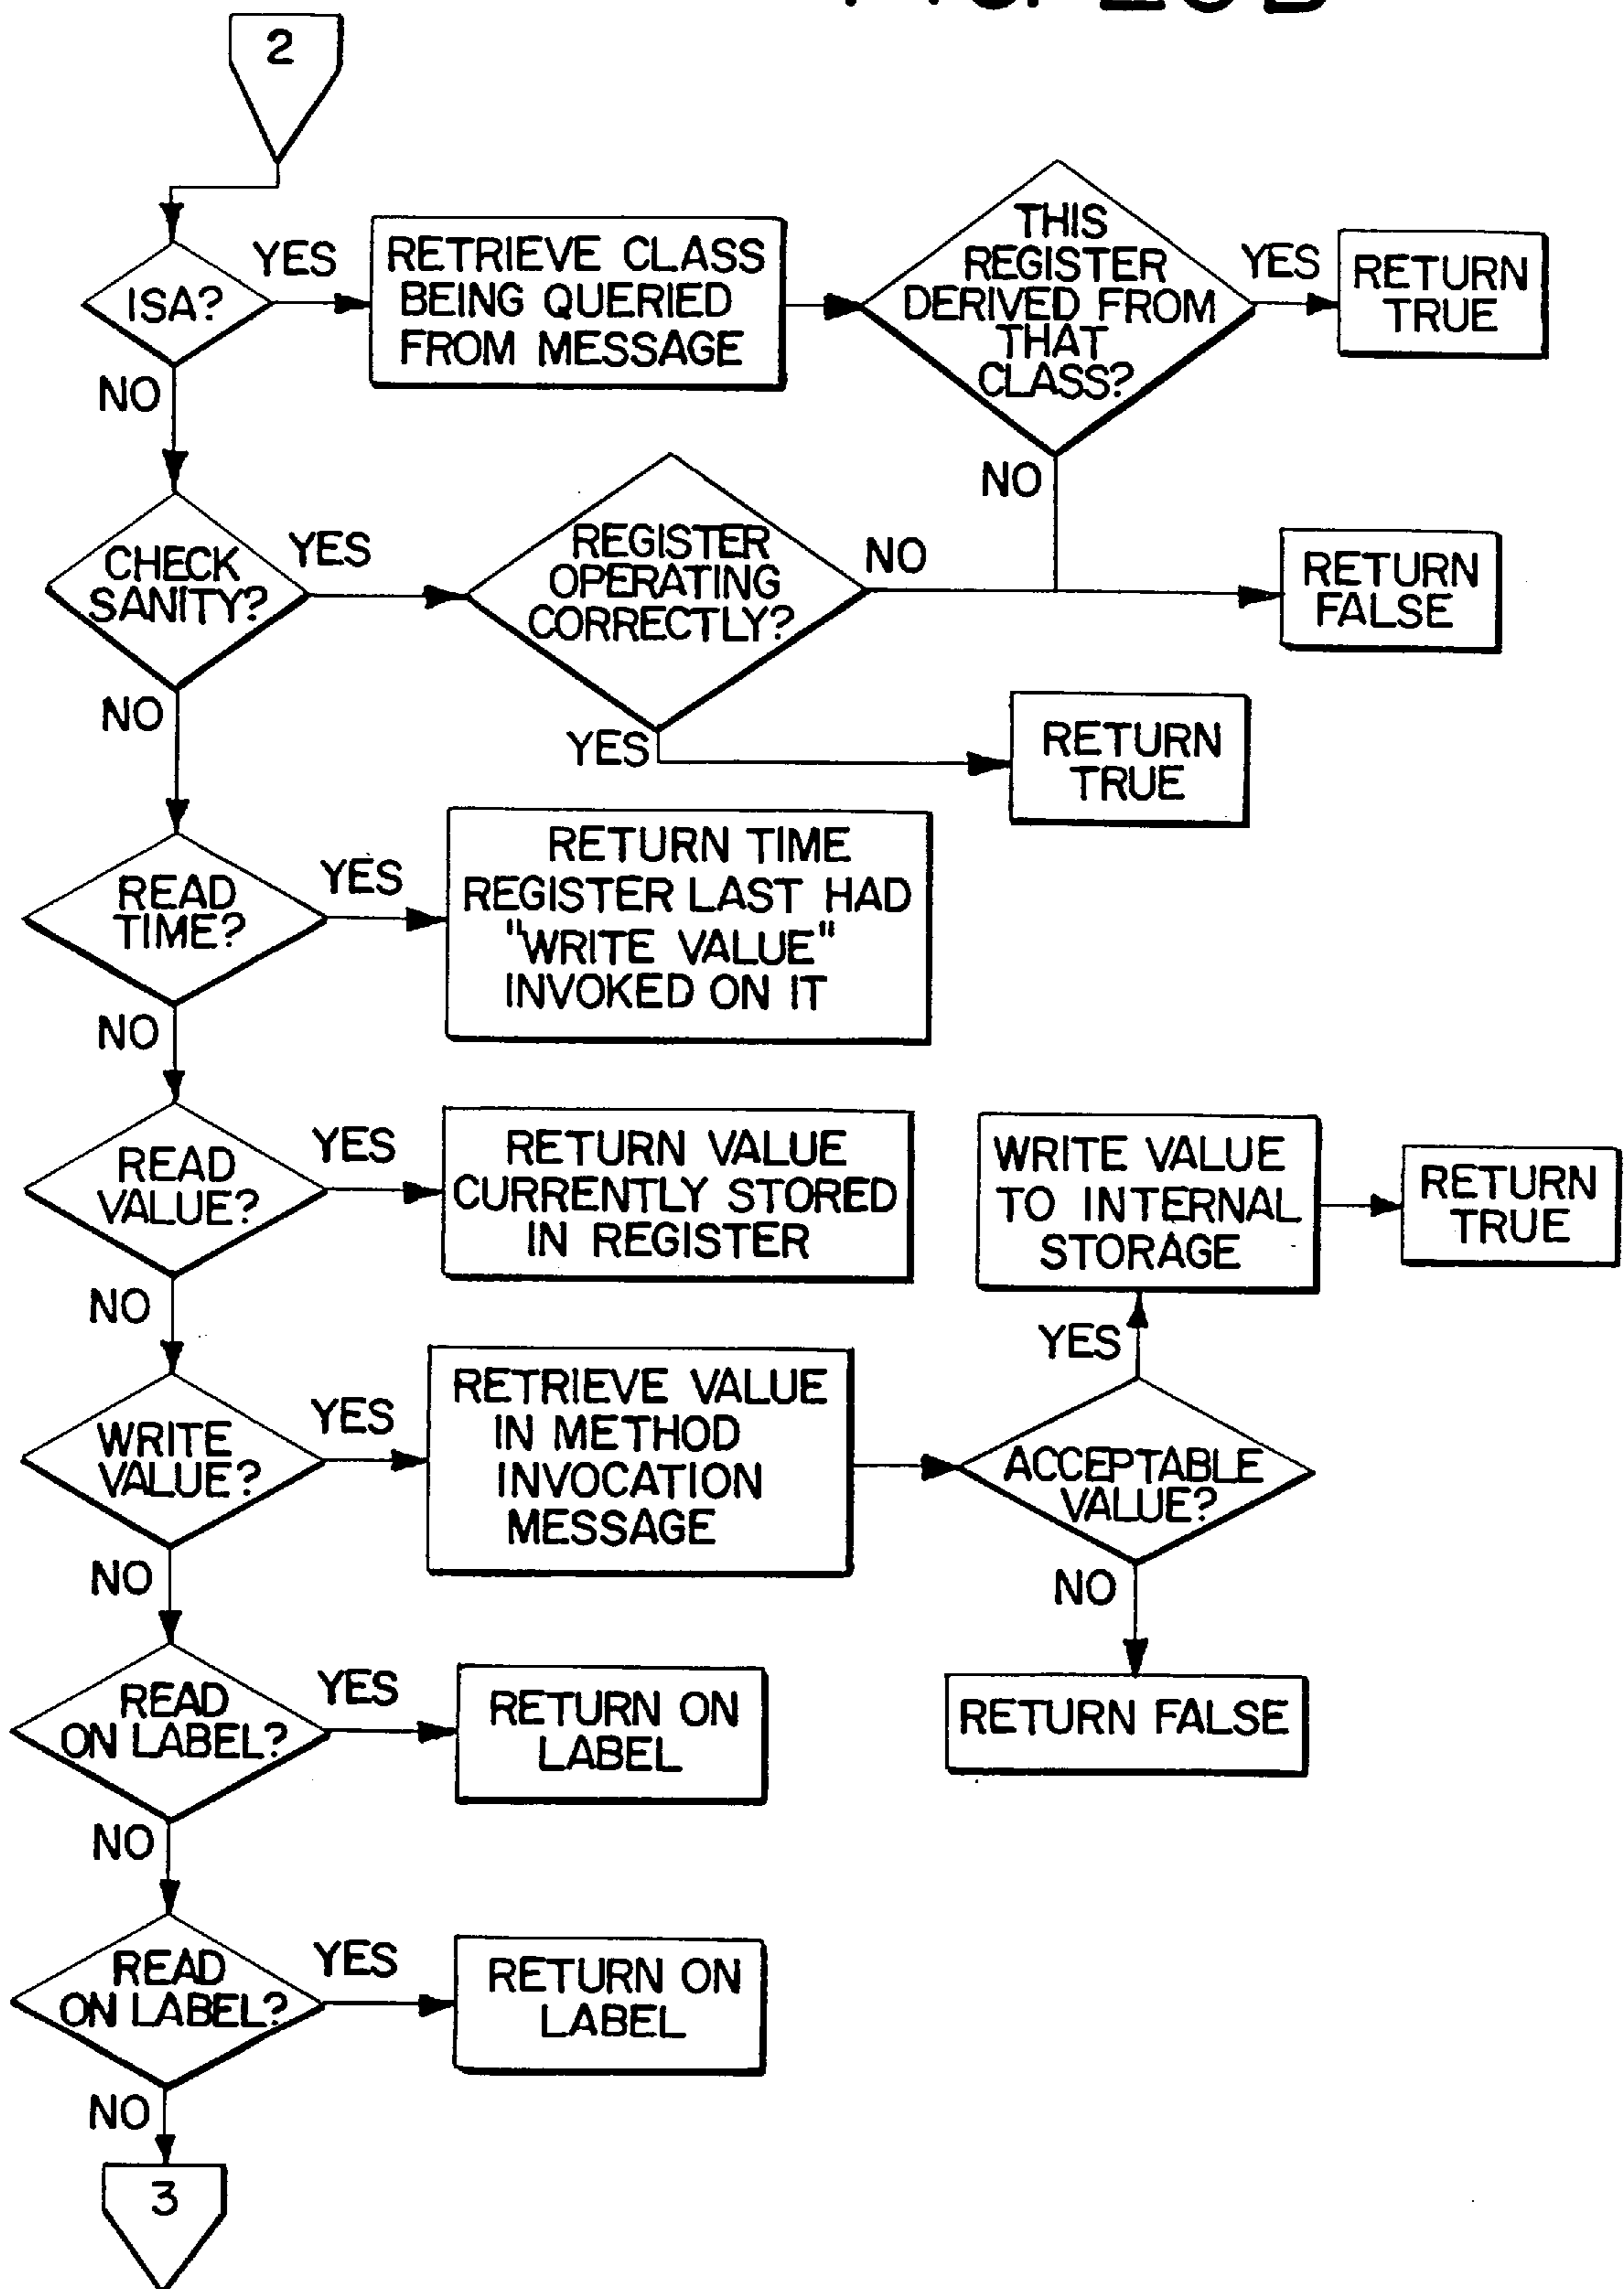 2
ISA?
YES
RETRIEVE CLASS
BEING QUERIED
FROM MESSAGE
THIS
REGISTER
DERIVED FROM
THAT
CLASS?
YES
RETURN
TRUE
NO
NO
CHECK
SANITY?
YES
REGISTER
OPERATING
CORRECTLY?
NO
RETURN
FALSE
NO
YES
RETURN
TRUE
READ
TIME?
YES
RETURN TIME
REGISTER LAST HAD
"WRITE VALUE"
INVOKED ON IT
NO
READ
VALUE?
YES
RETURN VALUE
CURRENTLY STORED
IN REGISTER
WRITE VALUE
TO INTERNAL
STORAGE
RETURN
TRUE
NO
YES
WRITE
VALUE?
YES
RETRIEVE VALUE
IN METHOD
INVOCATION
MESSAGE
ACCEPTABLE
VALUE?
NO
NO
READ
ON LABEL?
YES
RETURN ON
LABEL
RETURN FALSE
NO
READ
ON LABEL?
YES
RETURN ON
LABEL
NO
3